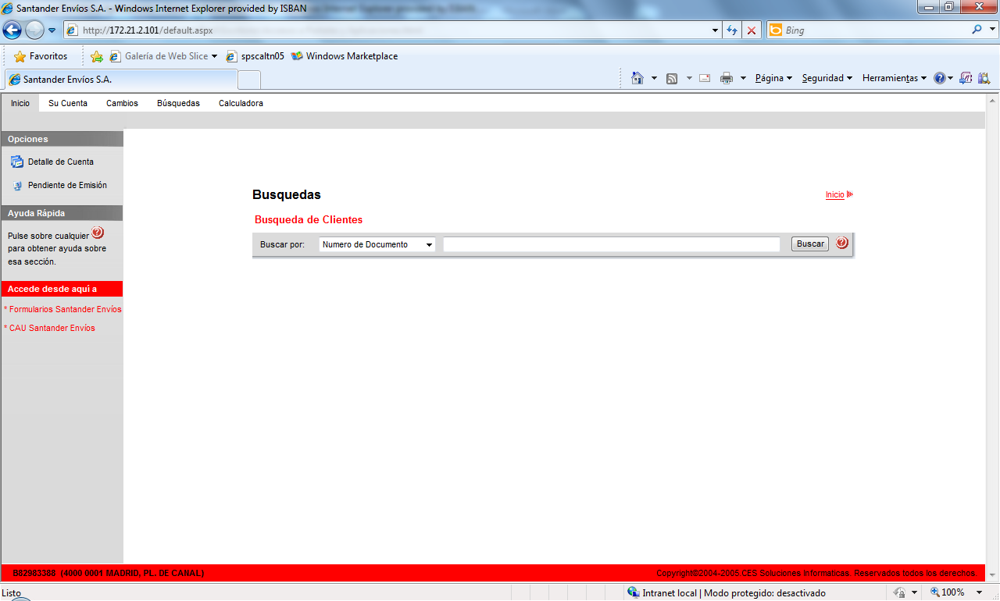 Santander Envíos S.A. - Windows Internet Explorer provided by ISBAN
http://172.21.2.101/default.aspx
Bing
Favoritos
Galería de Web Slice
spscaltn05
Windows Marketplace
Santander Envíos S.A.
Página
Seguridad
Herramientas
Inicio
Su Cuenta
Cambios
Búsquedas
Calculadora
Opciones
Detalle de Cuenta
Pendiente de Emisión
Ayuda Rápida
Pulse sobre cualquier
para obtener ayuda sobre
esa sección.
Accede desde aquí a
* Formularios Santander Envíos
* CAU Santander Envíos
Busquedas
Inicio
Busqueda de Clientes
Buscar por:
Numero de Documento
Buscar
B82983388 (4000 0001 MADRID, PL. DE CANAL)
Copyright©2004-2005.CES Soluciones Informaticas. Reservados todos los derechos.
Listo
Intranet local | Modo protegido: desactivado
100%